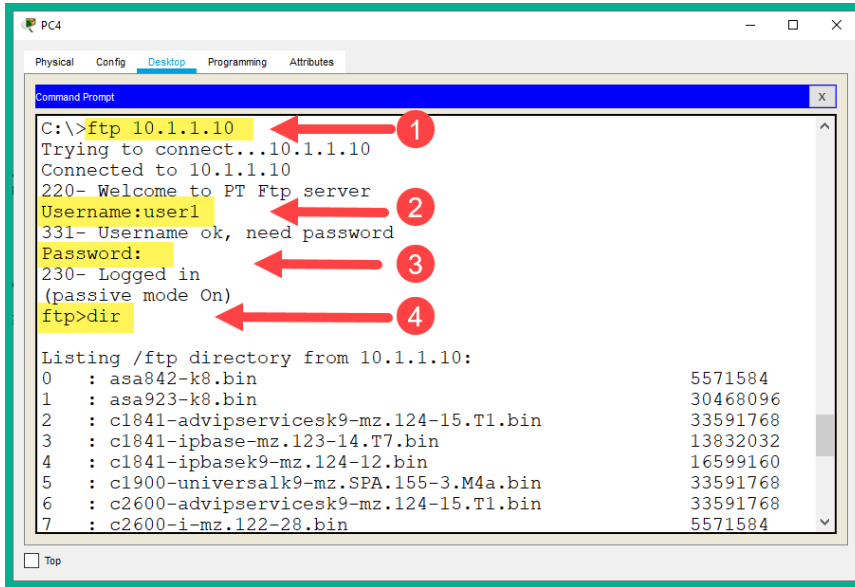 PC4
Physical Config Desktop Programming Attributes
Command Prompt X
C:\>ftp 10.1.1.10 1
Trying to connect...10.1.1.10
Connected to 10.1.1.10
220- Welcome to PT Ftp server
Username:user1 2
331- Username ok, need password
Password: 3
230- Logged in
(passive mode On)
ftp>dir 4
Listing /ftp directory from 10.1.1.10:
0 : asa842-k8.bin 5571584
1 : asa923-k8.bin 30468096
2 : c1841-advipservicesk9-mz.124-15.T1.bin 33591768
3 : c1841-ipbase-mz.123-14.T7.bin 13832032
4 : c1841-ipbasek9-mz.124-12.bin 16599160
5 : c1900-universalk9-mz.SPA.155-3.M4a.bin 33591768
6 : c2600-advipservicesk9-mz.124-15.T1.bin 33591768
7 : c2600-i-mz.122-28.bin 5571584
Top